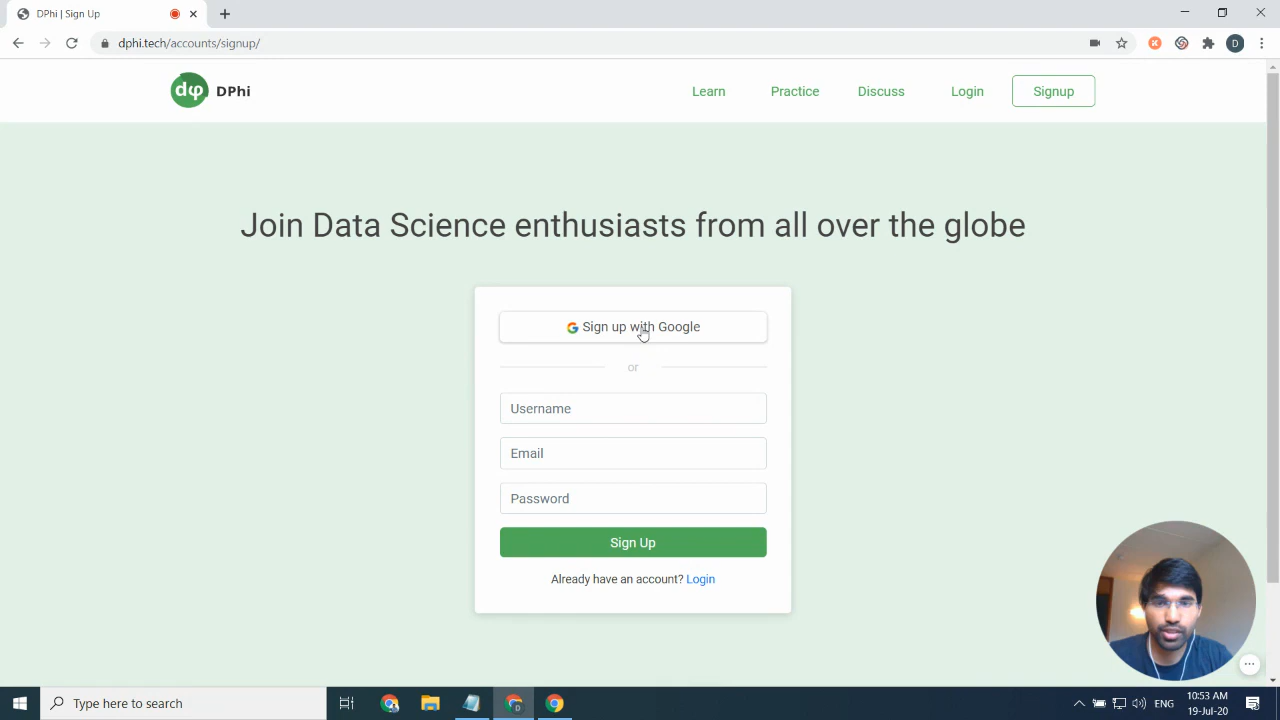 DPhi | Sign Up
dphi.tech/accounts/signup/
D
dφ DPhi
Learn Practice Discuss Login Signup
Join Data Science enthusiasts from all over the globe
Sign up with Google
or
Username
Email
Password
Sign Up
Already have an account? Login
Type here to search
D
ENG
10:53 AM
19-Jul-20